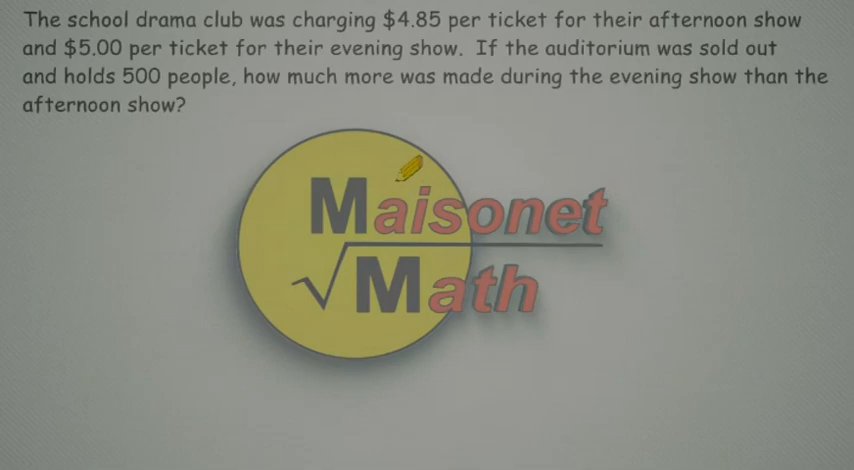 The school drama club was charging $4.85 per ticket for their afternoon show
and $5.00 per ticket for their evening show. If the auditorium was sold out
and holds 500 people, how much more was made during the evening show than the
afternoon show?
Maisonet
√Math